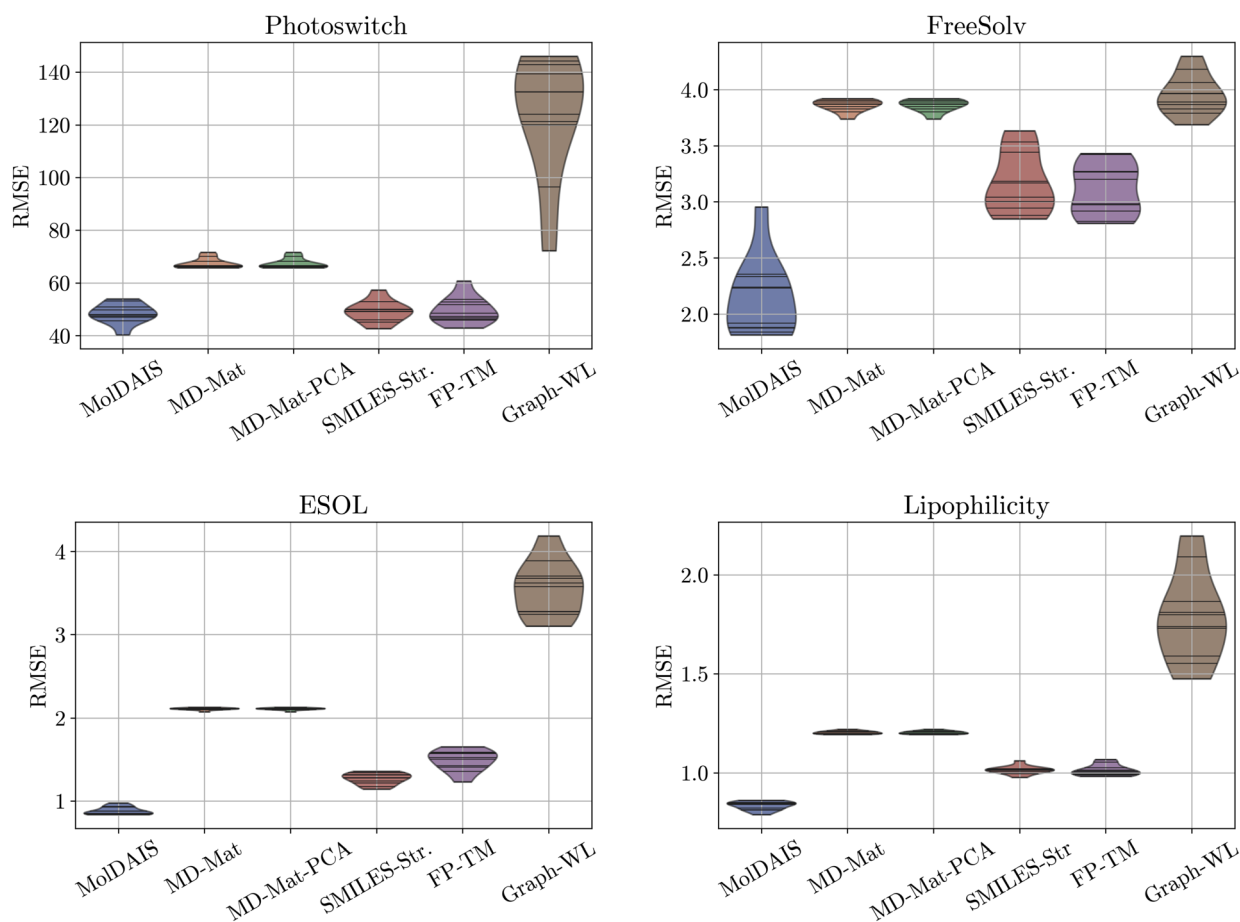 Photoswitch
RMSE
140
120
100
80
60
40
MolDAIS
MD-Mat
MD-Mat-PCA
SMILES-Str.
FP-TM
Graph-WL
FreeSolv
RMSE
4.0
3.5
3.0
2.5
2.0
MolDAIS
MD-Mat
MD-Mat-PCA
SMILES-Str.
FP-TM
Graph-WL
ESOL
RMSE
4
3
2
1
MolDAIS
MD-Mat
MD-Mat-PCA
SMILES-Str.
FP-TM
Graph-WL
Lipophilicity
RMSE
2.0
1.5
1.0
MolDAIS
MD-Mat
MD-Mat-PCA
SMILES-Str
FP-TM
Graph-WL